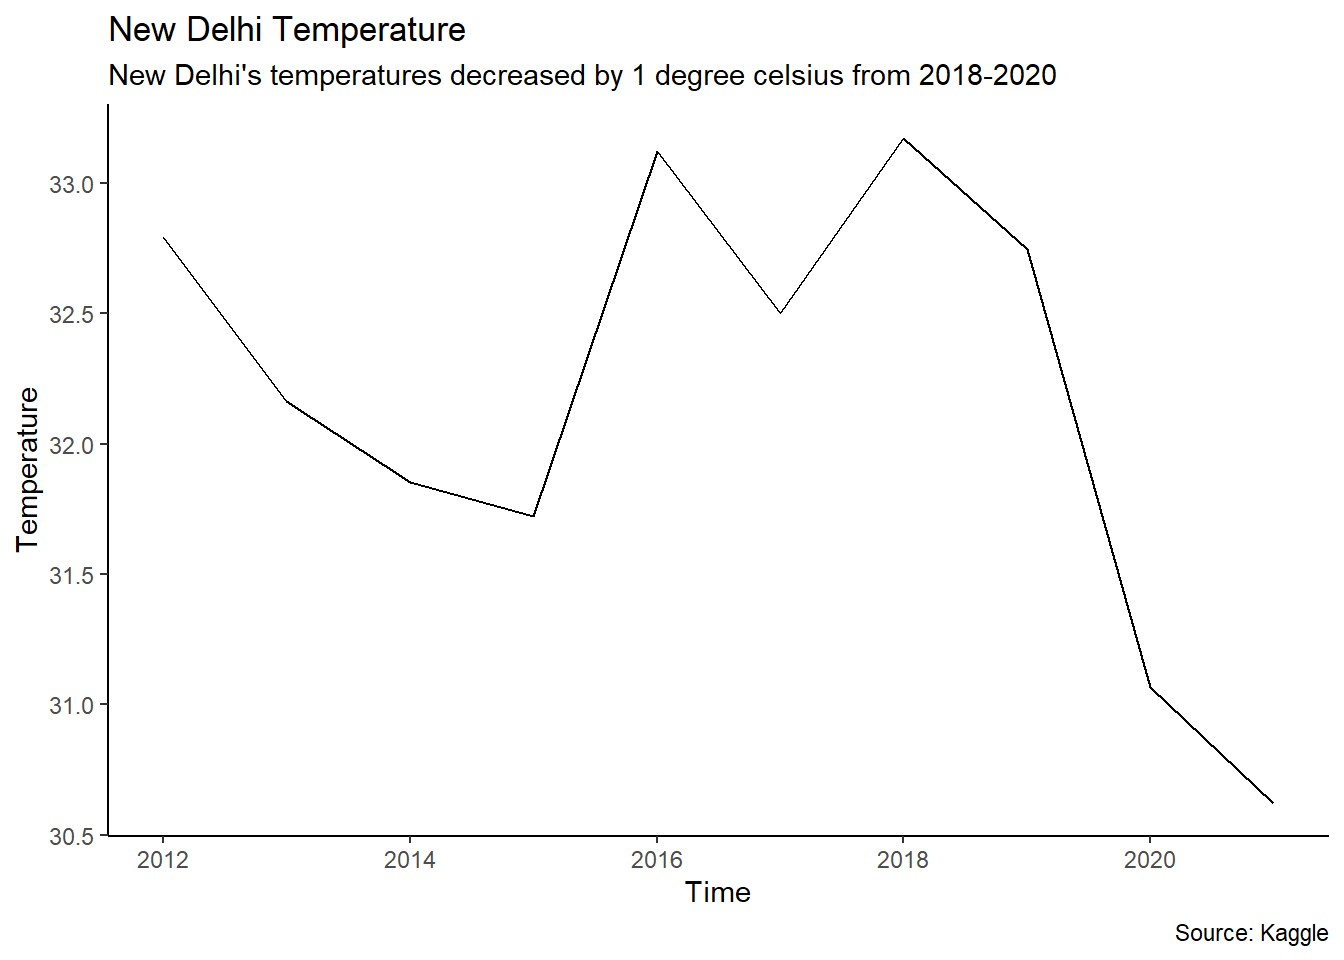 New Delhi Temperature
New Delhi's temperatures decreased by 1 degree celsius from 2018-2020
33.0
32.5
32.0
31.5
31.0
30.5
Temperature
2012 2014 2016 2018 2020
Time
Source: Kaggle